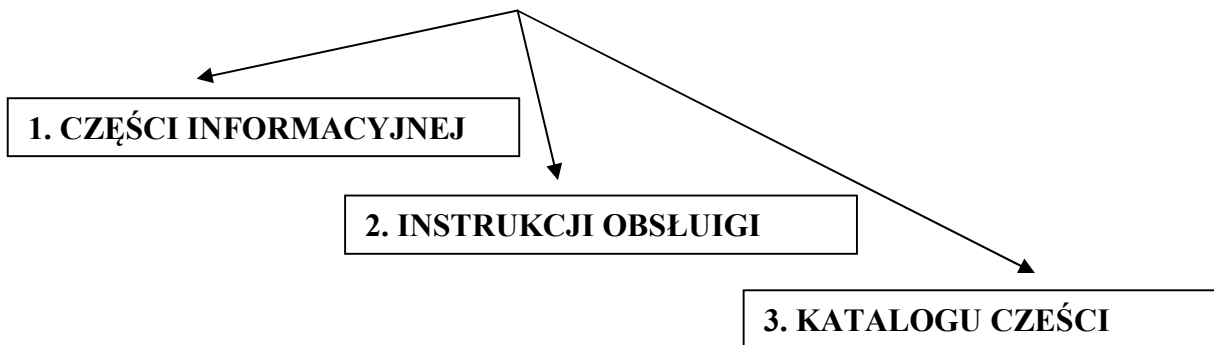 1. CZĘŚCI INFORMACYJNEJ
2. INSTRUKCJI OBSŁUIGI
3. KATALOGU CZEŚCI